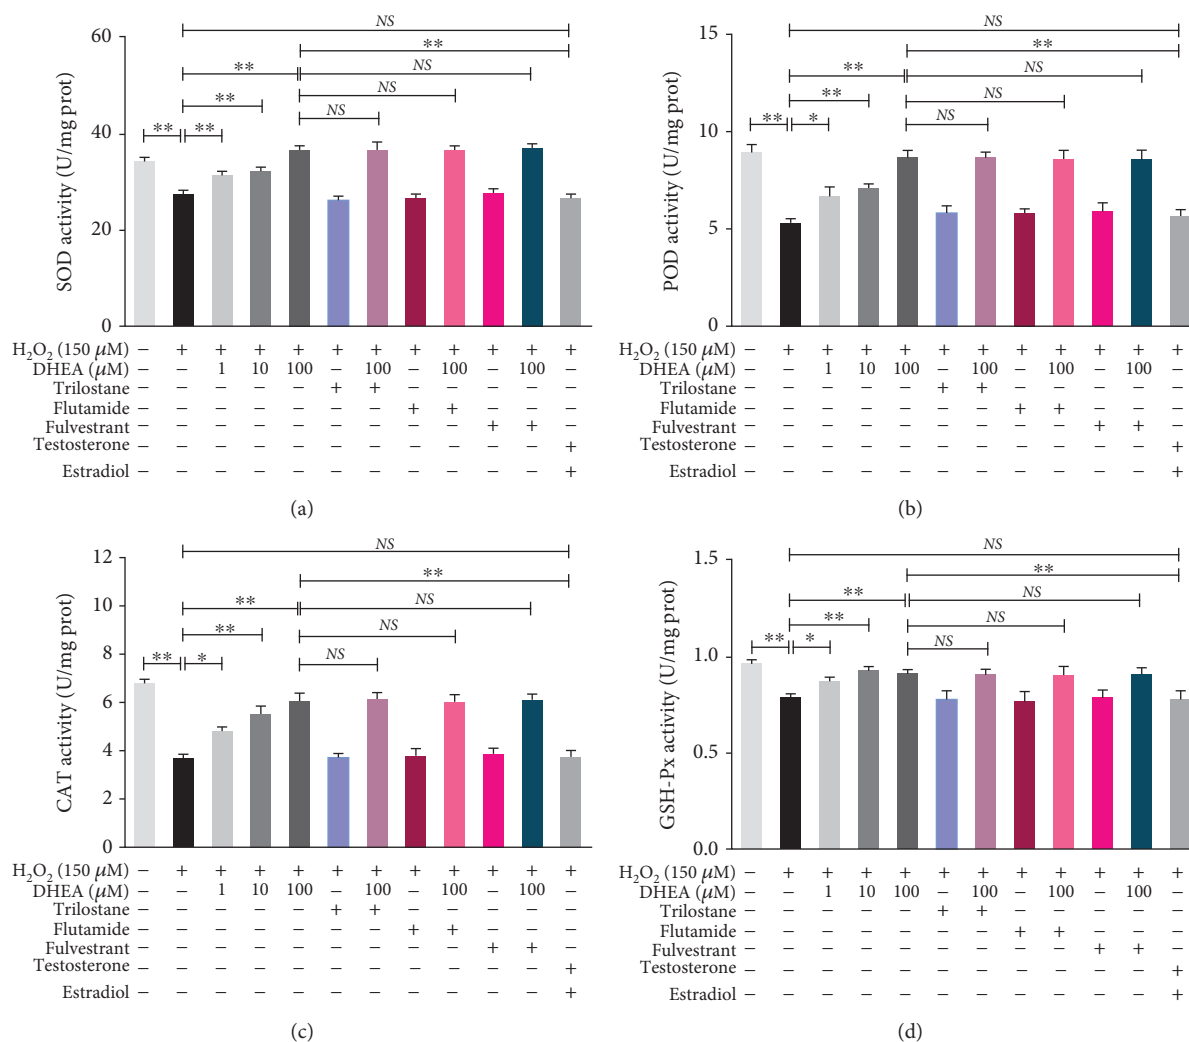 NS
**
** NS
** NS
** ** NS
SOD activity (U/mg prot)
60
40
20
0
H2O2 (150 μM) − + + + + + + + + + + +
DHEA (μM) − − 1 10 100 − 100 − 100 − 100 −
Trilostane − − − − − + + − − − − −
Flutamide − − − − − − − + + − − −
Fulvestrant − − − − − − − − − + + −
Testosterone − − − − − − − − − − − +
Estradiol − − − − − − − − − − − +
(a)
NS
**
** NS
** NS
** * NS
POD activity (U/mg prot)
15
10
5
0
H2O2 (150 μM) − + + + + + + + + + + +
DHEA (μM) − − 1 10 100 − 100 − 100 − 100 −
Trilostane − − − − − + + − − − − −
Flutamide − − − − − − − + + − − −
Fulvestrant − − − − − − − − − + + −
Testosterone − − − − − − − − − − − +
Estradiol − − − − − − − − − − − +
(b)
NS
**
** NS
** NS
** * NS
CAT activity (U/mg prot)
12
10
8
6
4
2
0
H2O2 (150 μM) − + + + + + + + + + + +
DHEA (μM) − − 1 10 100 − 100 − 100 − 100 −
Trilostane − − − − − + + − − − − −
Flutamide − − − − − − − + + − − −
Fulvestrant − − − − − − − − − + + −
Testosterone − − − − − − − − − − − +
Estradiol − − − − − − − − − − − +
(c)
NS
**
** NS
** NS
** * NS
GSH-Px activity (U/mg prot)
1.5
1.0
0.5
0.0
H2O2 (150 μM) − + + + + + + + + + + +
DHEA (μM) − − 1 10 100 − 100 − 100 − 100 −
Trilostane − − − − − + + − − − − −
Flutamide − − − − − − − + + − − −
Fulvestrant − − − − − − − − − + + −
Testosterone − − − − − − − − − − − +
Estradiol − − − − − − − − − − − +
(d)